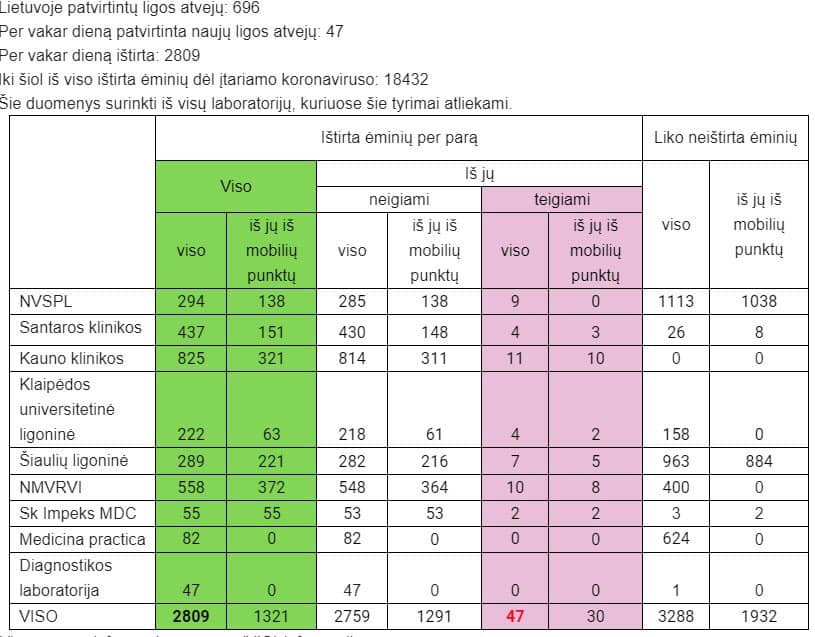 Lietuvoje patvirtintų ligos atvejų: 696
Per vakar dieną patvirtinta naujų ligos atvejų: 47
Per vakar dieną ištirta: 2809
Iki šiol iš viso ištirta ėminių dėl įtariamo koronaviruso: 18432
Šie duomenys surinkti iš visų laboratorijų, kuriuose šie tyrimai atliekami.
Ištirta ėminių per parą Liko neištirta ėminių
Viso Iš jų
neigiami teigiami
viso iš jų iš mobilių punktų viso iš jų iš mobilių punktų viso iš jų iš mobilių punktų viso iš jų iš mobilių punktų
NVSPL 294 138 285 138 9 0 1113 1038
Santaros klinikos 437 151 430 148 4 3 26 8
Kauno klinikos 825 321 814 311 11 10 0 0
Klaipėdos
universitetinė
ligoninė 222 63 218 61 4 2 158 0
Šiaulių ligoninė 289 221 282 216 7 5 963 884
NMVRVI 558 372 548 364 10 8 400 0
Sk Impeks MDC 55 55 53 53 2 2 3 2
Medicina practica 82 0 82 0 0 0 624 0
Diagnostikos
laboratorija 47 0 47 0 0 0 1 0
VISO 2809 1321 2759 1291 47 30 3288 1932